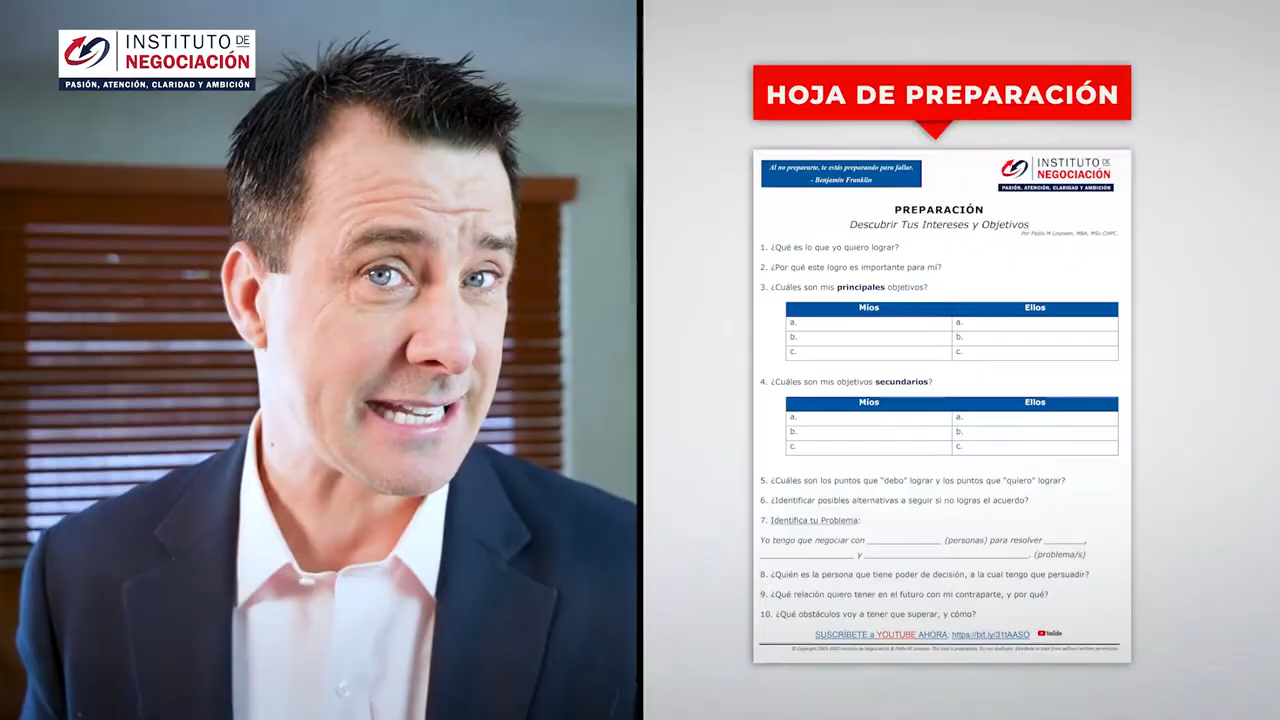 INSTITUTO DE
NEGOCIACIÓN
PASIÓN, ATENCIÓN, CLARIDAD Y AMBICIÓN
HOJA DE PREPARACIÓN
Al no prepararte, te estás preparando para fallar.
- Benjamin Franklin
INSTITUTO DE
NEGOCIACIÓN
PASIÓN, ATENCIÓN, CLARIDAD Y AMBICIÓN
PREPARACIÓN
Descubrir Tus Intereses y Objetivos
MBA, MSc,CHPC.
1. ¿Qué es lo que yo quiero lograr?
2. ¿Por qué este logro es importante para mí?
3. ¿Cuáles son mis principales objetivos?
Míos Ellos
a. a.
b. b.
c. c.
4. ¿Cuáles son mis objetivos secundarios?
Míos Ellos
a. a.
b. b.
c. c.
5. ¿Cuáles son los puntos que “debo” lograr y los puntos que “quiero” lograr?
6. ¿Identificar posibles alternativas a seguir si no logras el acuerdo?
7. Identifica tu Problema:
Yo tengo que negociar con ______________ (personas) para resolver ________,
__________________ y _______________________________. (problema/s)
8. ¿Quién es la persona que tiene poder de decisión, a la cual tengo que persuadir?
9. ¿Qué relación quiero tener en el futuro con mi contraparte, y por qué?
10. ¿Qué obstáculos voy a tener que superar, y cómo?
SUSCRÍBETE a YOUTUBE AHORA: https://bit.ly/ YouTube